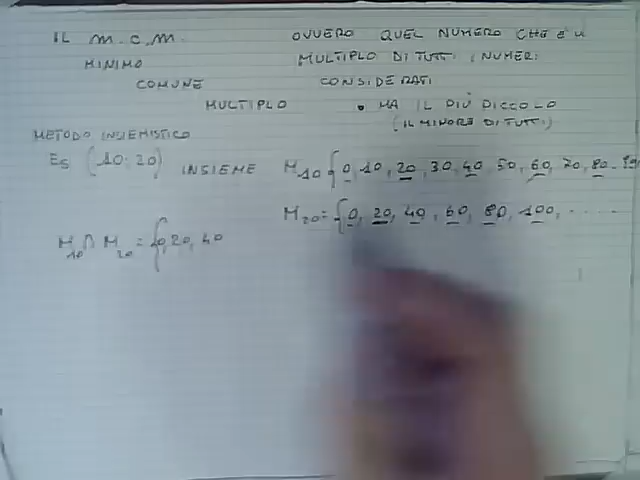 IL m.c.m. OVVERO QUEL NUMERO CHE È
MINIMO MULTIPLO DI TUTTI I NUMERI
COMUNE CONSIDERATI
MULTIPLO • MA IL PIÙ PICCOLO
(IL MINORE DI TUTTI)
METODO INSIEMISTICO
ES (10; 20) INSIEME M10 { 0, 10, 20, 30, 40, 50, 60, 70, 80
M20 = { 0, 20, 40, 60, 80, 100, .....
M10 ∩ M20 = { 0, 20, 40